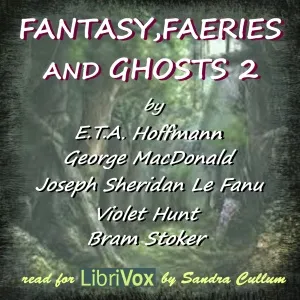 FANTASY,FAERIES
AND GHOSTS 2
by
E.T.A. Hoffmann
George MacDonald
Joseph Sheridan Le Fanu
Violet Hunt
Bram Stoker
read for LibriVox by Sandra Cullum